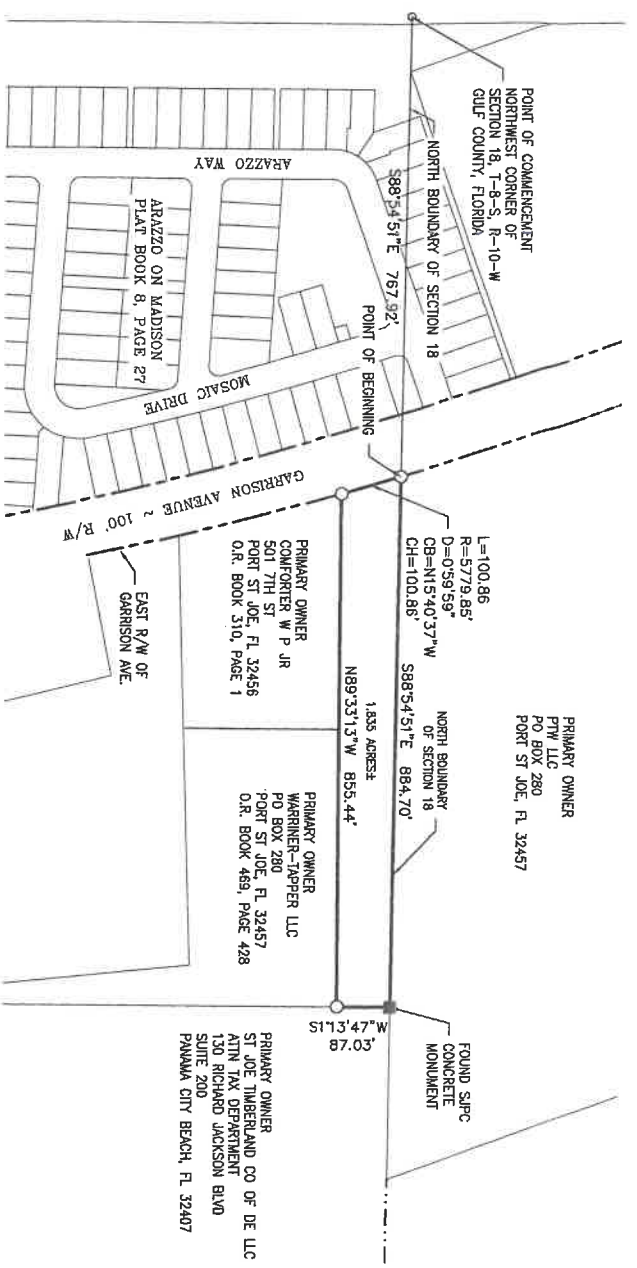 POINT OF COMMENCEMENT
NORTHWEST CORNER OF
SECTION 18, T-8-S, R-10-W
GULF COUNTY, FLORIDA
NORTH BOUNDARY OF SECTION 18
S88°54'51"E 767.92'
POINT OF BEGINNING
ARAZZO WAY
ARAZZO ON MADISON
PLAT BOOK 8, PAGE 27
MOSAIC DRIVE
GARRISON AVENUE ~ 100' R/W
EAST R/W OF
GARRISON AVE.
L=100.86
R=5779.85'
D=0°59'59"
CB=N15°40'37"W
CH=100.86'
PRIMARY OWNER
PTW LLC
PO BOX 280
PORT ST JOE, FL 32457
NORTH BOUNDARY
OF SECTION 18
S88°54'51"E 884.70'
1.835 ACRES±
N89°33'13"W 855.44'
PRIMARY OWNER
COMFORTER W P JR
501 7TH ST
PORT ST JOE, FL 32456
O.R. BOOK 310, PAGE 1
PRIMARY OWNER
WARRINER-TAPPER LLC
PO BOX 280
PORT ST JOE, FL 32457
O.R. BOOK 469, PAGE 428
FOUND SJPC
CONCRETE
MONUMENT
S1°13'47"W
87.03'
PRIMARY OWNER
ST JOE TIMBERLAND CO OF DE LLC
ATTN TAX DEPARTMENT
130 RICHARD JACKSON BLVD
SUITE 200
PANAMA CITY BEACH, FL 32407